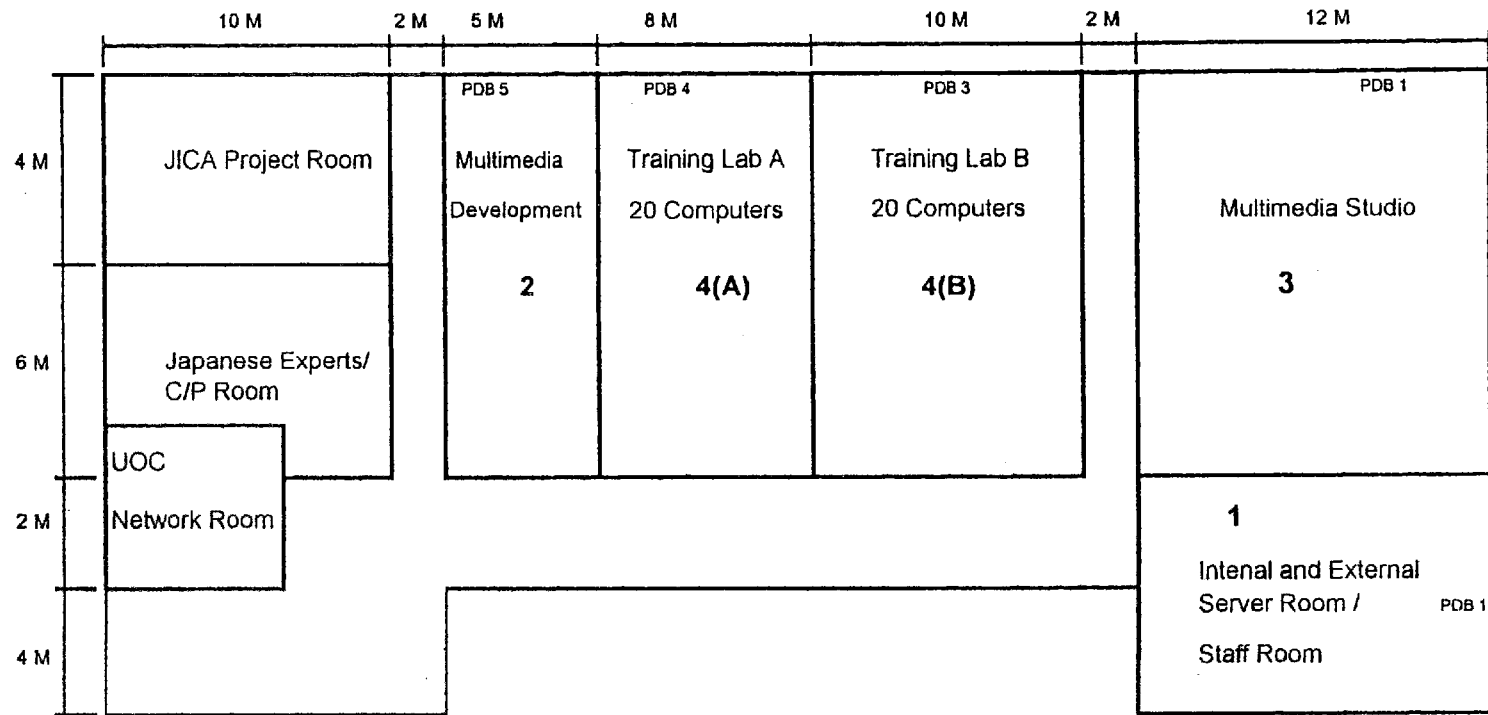 10 M 2 M 5 M 8 M 10 M 2 M 12 M
PDB 5 PDB 4 PDB 3 PDB 1
4 M
JICA Project Room
Multimedia
Development
2
Training Lab A
20 Computers
4(A)
Training Lab B
20 Computers
4(B)
Multimedia Studio
3
6 M
Japanese Experts/
C/P Room
UOC
Network Room
2 M
1
Intenal and External
Server Room /
PDB 1
Staff Room
4 M